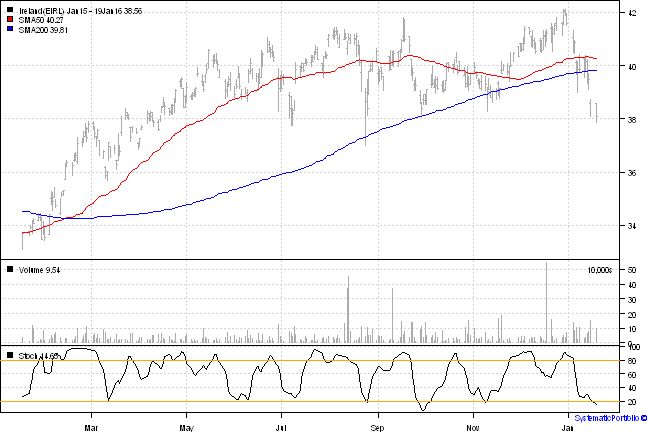 Ireland(EIRL) Jan15 - 19Jan16 38.56
SMA50 40.27
SMA200 39.81
42
40
38
36
34
Volume 9.54
10,000s
50
40
30
20
10
0
Stoch 14.65
100
80
60
40
20
Mar May Jul Sep Nov Jan
SystematicPortfolio ©